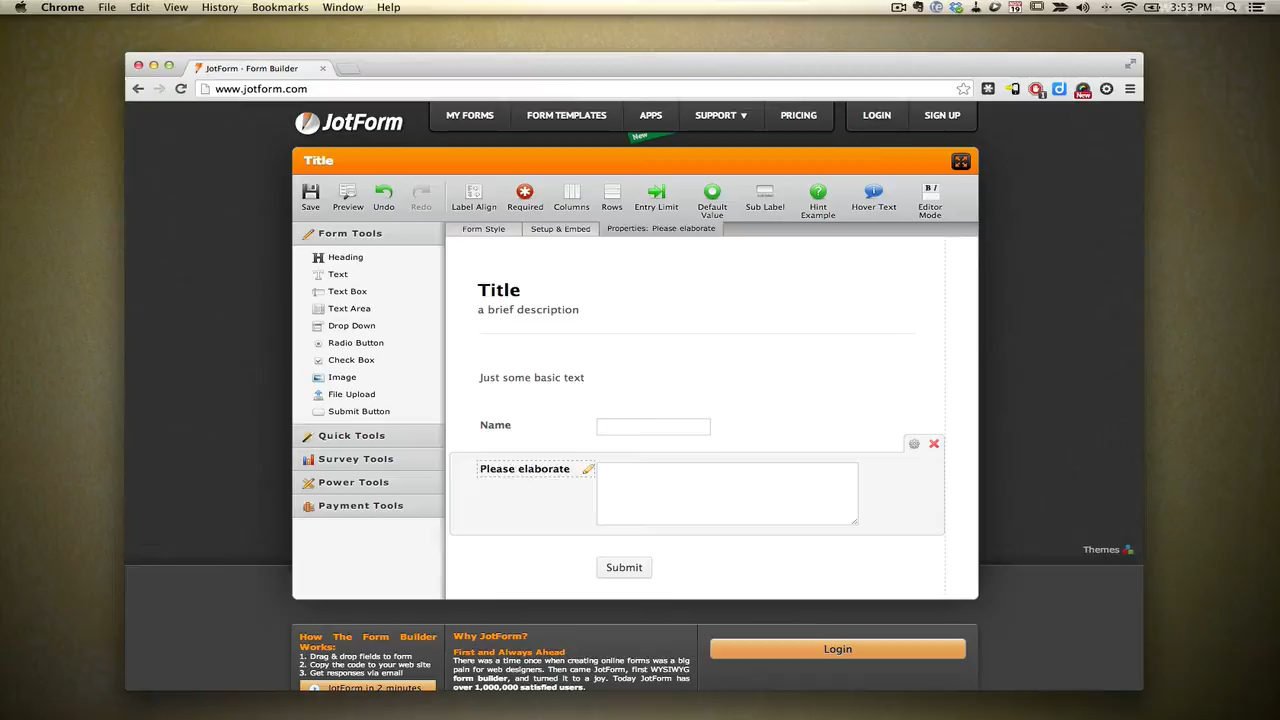 Chrome File Edit View History Bookmarks Window Help 19 3:53 PM
JotForm · Form Builder
www.jotform.com
New
JotForm MY FORMS FORM TEMPLATES APPS SUPPORT ▼ PRICING LOGIN SIGN UP
New
Title
Save Preview Undo Redo Label Align Required Columns Rows Entry Limit Default Value Sub Label Hint Example Hover Text Editor Mode
Form Tools
Form Style Setup & Embed Properties: Please elaborate
Heading
Text
Text Box
Text Area
Drop Down
Radio Button
Check Box
Image
File Upload
Submit Button
Quick Tools
Survey Tools
Power Tools
Payment Tools
Title
a brief description
Just some basic text
Name
Please elaborate
Submit
Themes
How The Form Builder Works:
1. Drag & drop fields to form
2. Copy the code to your web site
3. Get responses via email
JotForm in 2 minutes
Why JotForm?
First and Always Ahead
There was a time once when creating online forms was a big
pain for web designers. Then came JotForm, first WYSIWYG
form builder, and turned it to a joy. Today JotForm has
over 1,000,000 satisfied users.
Login